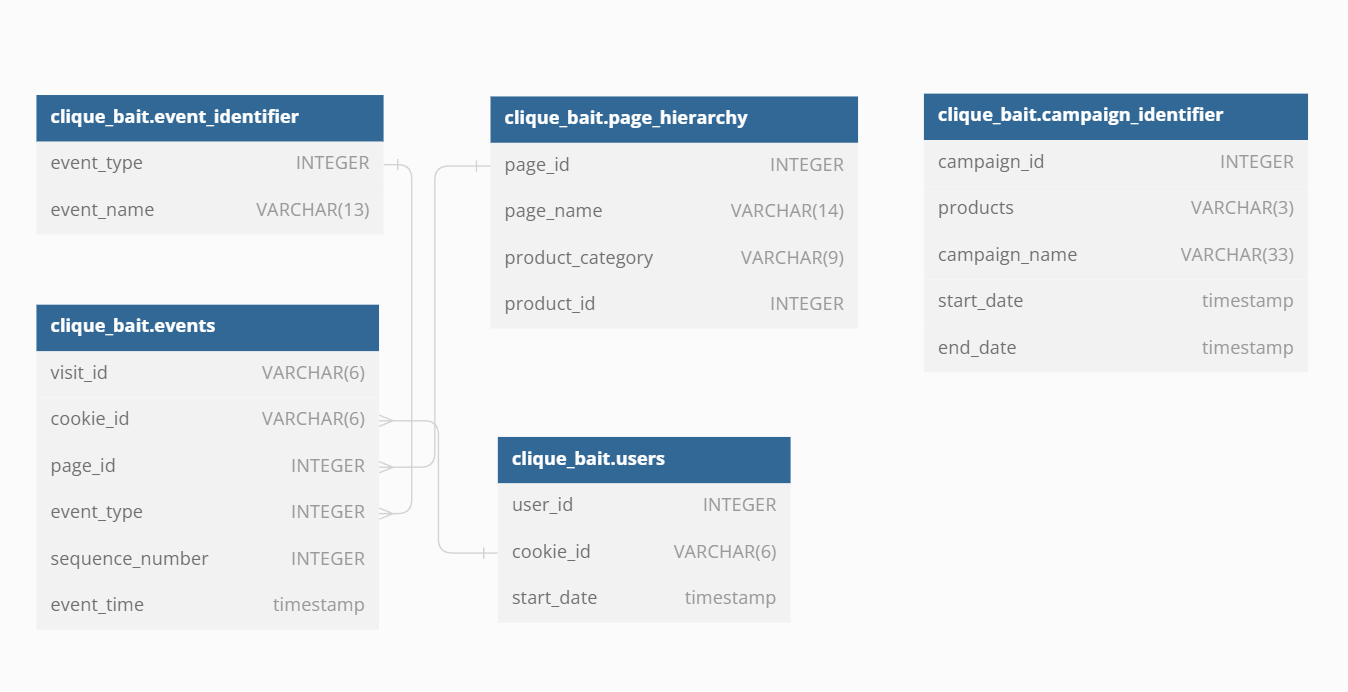 clique_bait.event_identifier
event_type INTEGER
event_name VARCHAR(13)
clique_bait.events
visit_id VARCHAR(6)
cookie_id VARCHAR(6)
page_id INTEGER
event_type INTEGER
sequence_number INTEGER
event_time timestamp
clique_bait.page_hierarchy
page_id INTEGER
page_name VARCHAR(14)
product_category VARCHAR(9)
product_id INTEGER
clique_bait.users
user_id INTEGER
cookie_id VARCHAR(6)
start_date timestamp
clique_bait.campaign_identifier
campaign_id INTEGER
products VARCHAR(3)
campaign_name VARCHAR(33)
start_date timestamp
end_date timestamp